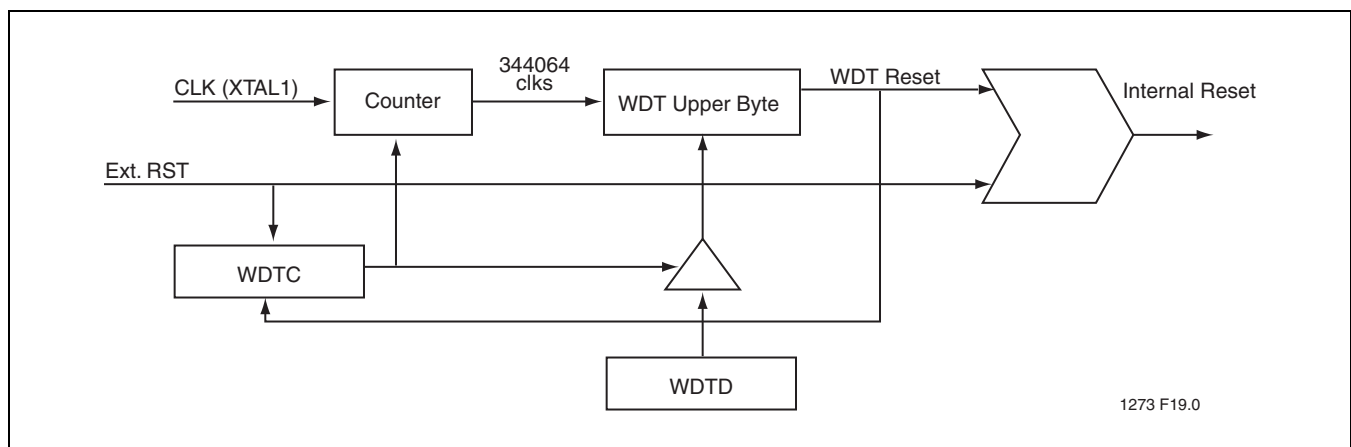 CLK (XTAL1)
Counter
344064
clks
WDT Upper Byte
WDT Reset
Internal Reset
Ext. RST
WDTC
WDTD
1273 F19.0